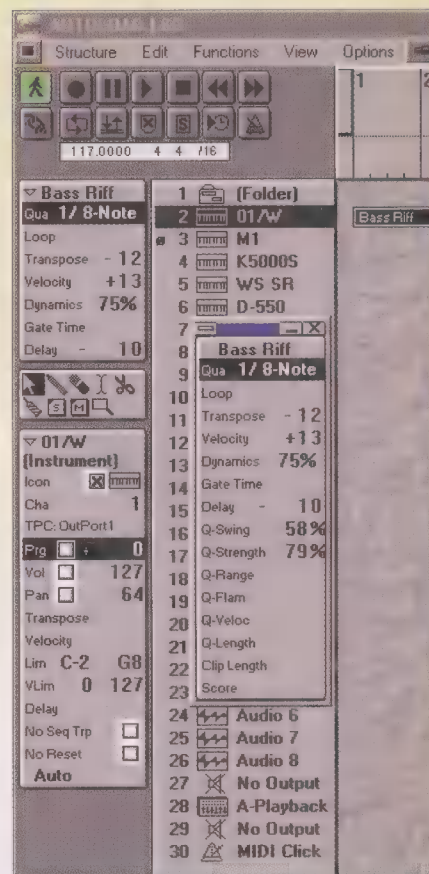 Structure Edit Functions View Options
1 2
117.0000 4 4 /16
Bass Riff
Qua 1/ 8-Note
Loop
Transpose - 12
Velocity +13
Dynamics 75%
Gate Time
Delay - 10
S M
01/W
(Instrument)
Icon
Cha 1
TPC: OutPort1
Prg + 0
Vol 127
Pan 64
Transpose
Velocity
Lim C-2 G8
VLim 0 127
Delay
No Seq Trp
No Reset
Auto
1 (Folder)
2 01/W
3 M1
4 K5000S
5 WS SR
6 D-550
7
8
9
10
11
12
13
14
15
16
17
18
19
20
21
22
23
24 Audio 6
25 Audio 7
26 Audio 8
27 No Output
28 A-Playback
29 No Output
30 MIDI Click
Bass Riff
Qua 1/ 8-Note
Loop
Transpose - 12
Velocity +13
Dynamics 75%
Gate Time
Delay - 10
Q-Swing 58%
Q-Strength 79%
Q-Range
Q-Flam
Q-Veloc
Q-Length
Clip Length
Score
Bass Riff